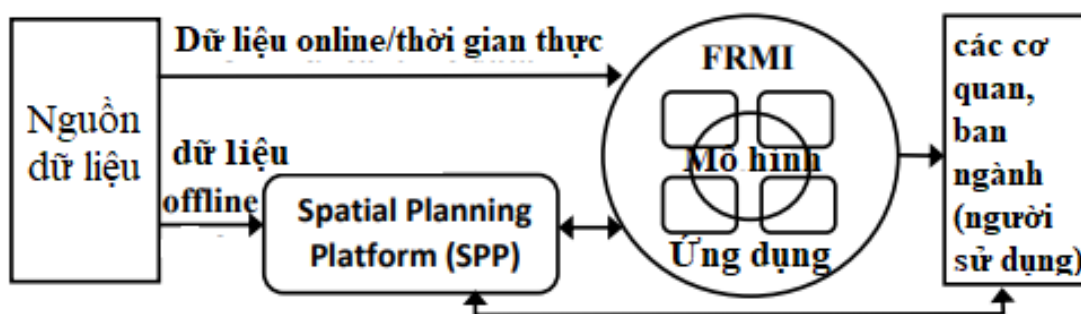 Dữ liệu online/thời gian thực
Nguồn
dữ liệu
dữ liệu
offline
Spatial Planning
Platform (SPP)
FRMI
Mô hình
Ứng dụng
các cơ
quan,
ban
ngành
(người
sử dụng)